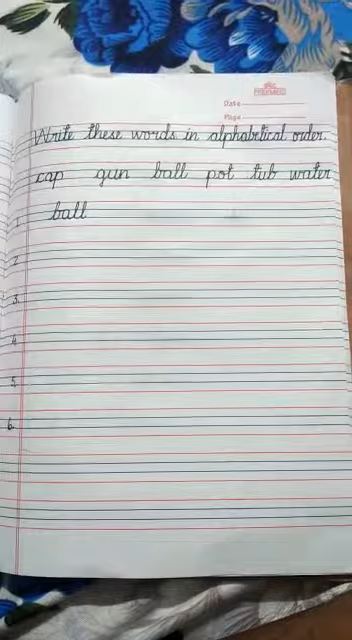 Date
Page
Write these words in alphabetical order.
cap gun ball pot tub water
1. ball
2.
3.
4.
5.
6.